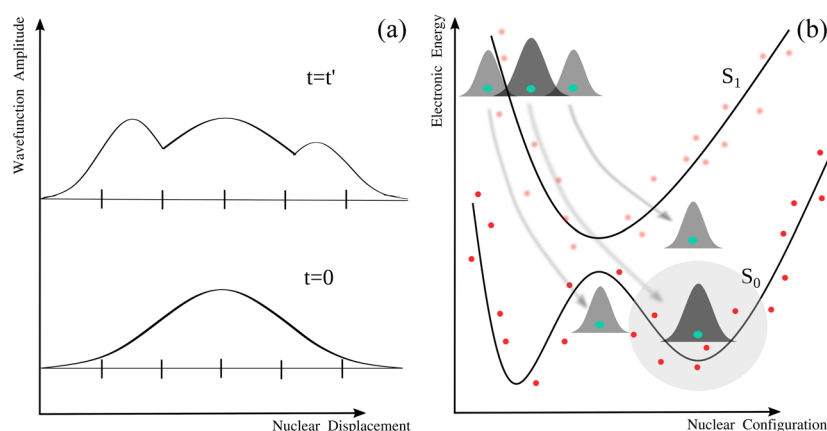 (a)
Wavefunction Amplitude
t=t'
t=0
Nuclear Displacement
(b)
Electronic Energy
S₁
S₀
Nuclear Configuration